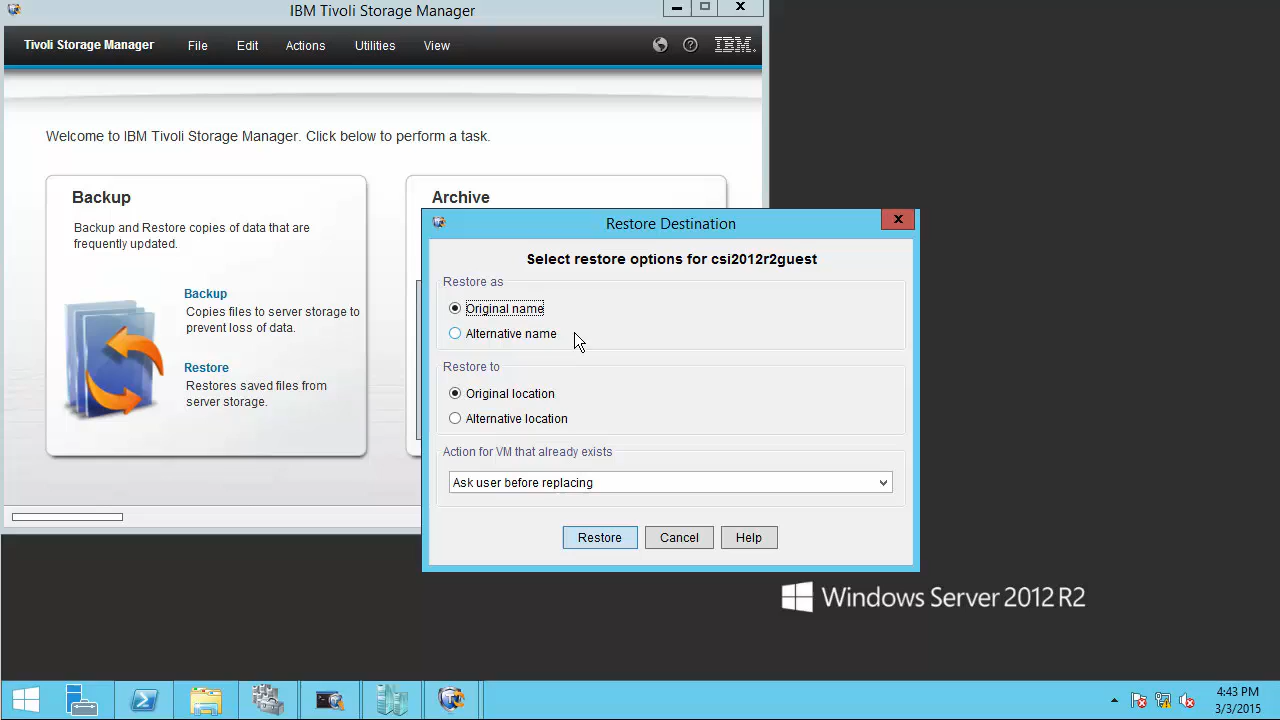 IBM Tivoli Storage Manager
Tivoli Storage Manager File Edit Actions Utilities View IBM
Welcome to IBM Tivoli Storage Manager. Click below to perform a task.
Backup
Backup and Restore copies of data that are
frequently updated.
Backup
Copies files to server storage to
prevent loss of data.
Restore
Restores saved files from
server storage.
Archive
Restore Destination
Select restore options for csi2012r2guest
Restore as
Original name
Alternative name
Restore to
Original location
Alternative location
Action for VM that already exists
Ask user before replacing
Restore Cancel Help
Windows Server 2012 R2
4:43 PM
3/3/2015